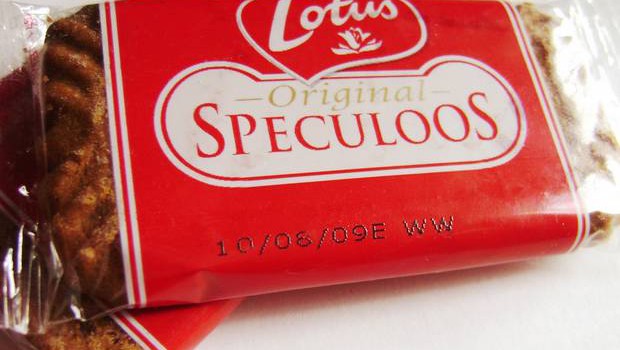 Lotus
Original
SPECULOOS
10/06/09E WW